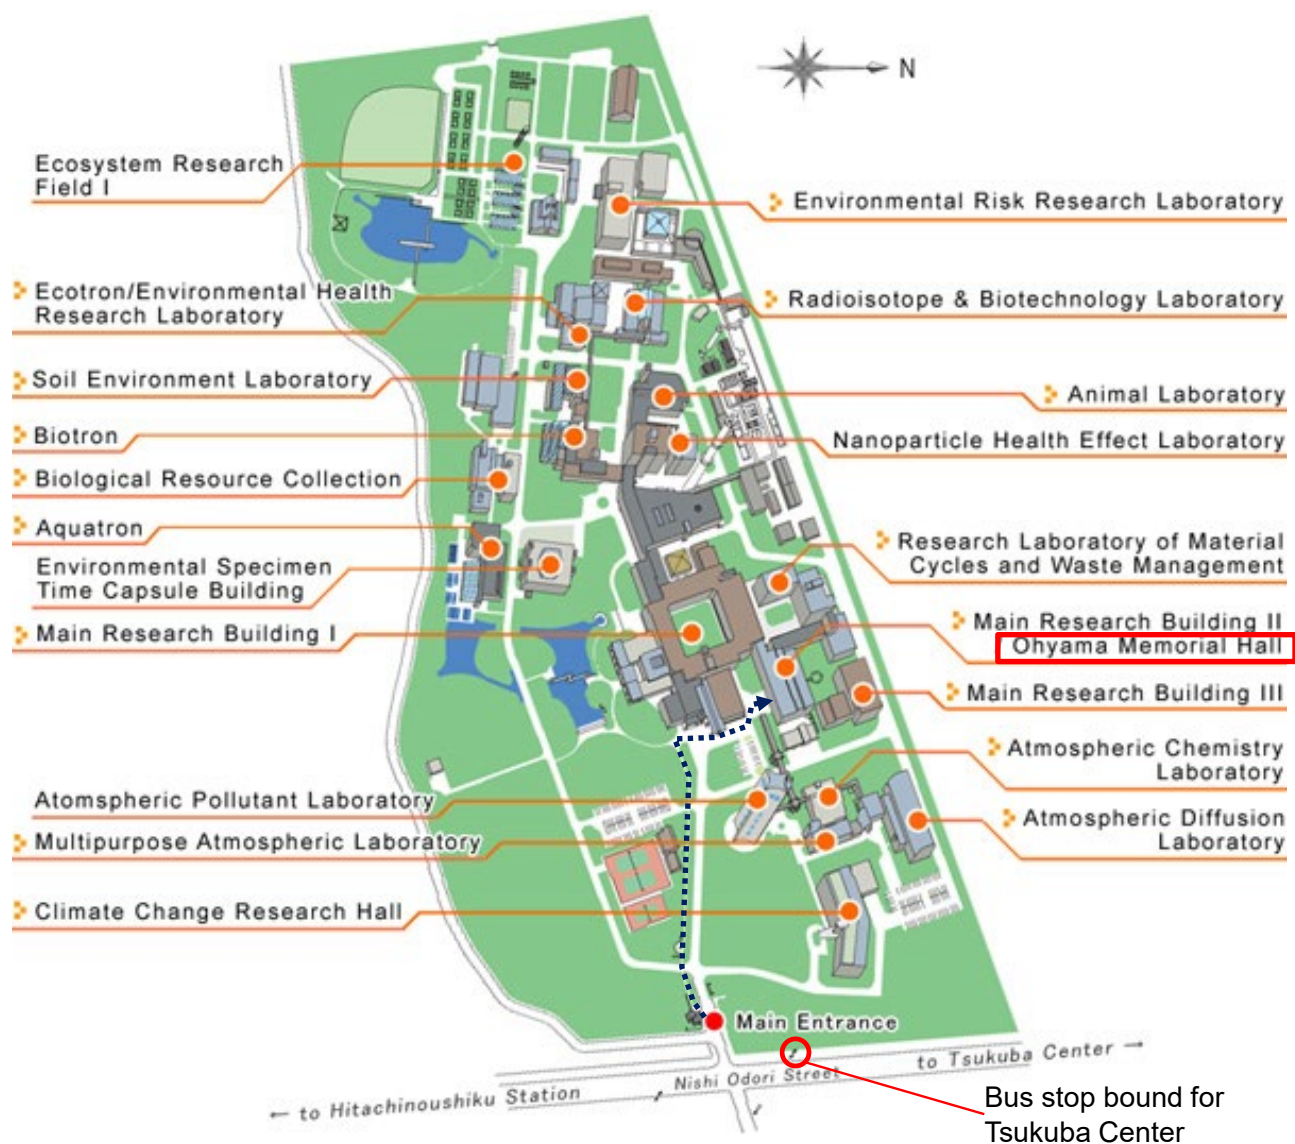 N
Ecosystem Research
Field I
Environmental Risk Research Laboratory
Ecotron/Environmental Health
Research Laboratory
Radioisotope & Biotechnology Laboratory
Soil Environment Laboratory
Animal Laboratory
Biotron
Nanoparticle Health Effect Laboratory
Biological Resource Collection
Aquatron
Research Laboratory of Material
Cycles and Waste Management
Environmental Specimen
Time Capsule Building
Main Research Building I
Main Research Building II
Ohyama Memorial Hall
Main Research Building III
Atmospheric Chemistry
Laboratory
Atomspheric Pollutant Laboratory
Multipurpose Atmospheric Laboratory
Atmospheric Diffusion
Laboratory
Climate Change Research Hall
Main Entrance
to Tsukuba Center →
Nishi Odori Street
← to Hitachinoushiku Station
Bus stop bound for
Tsukuba Center